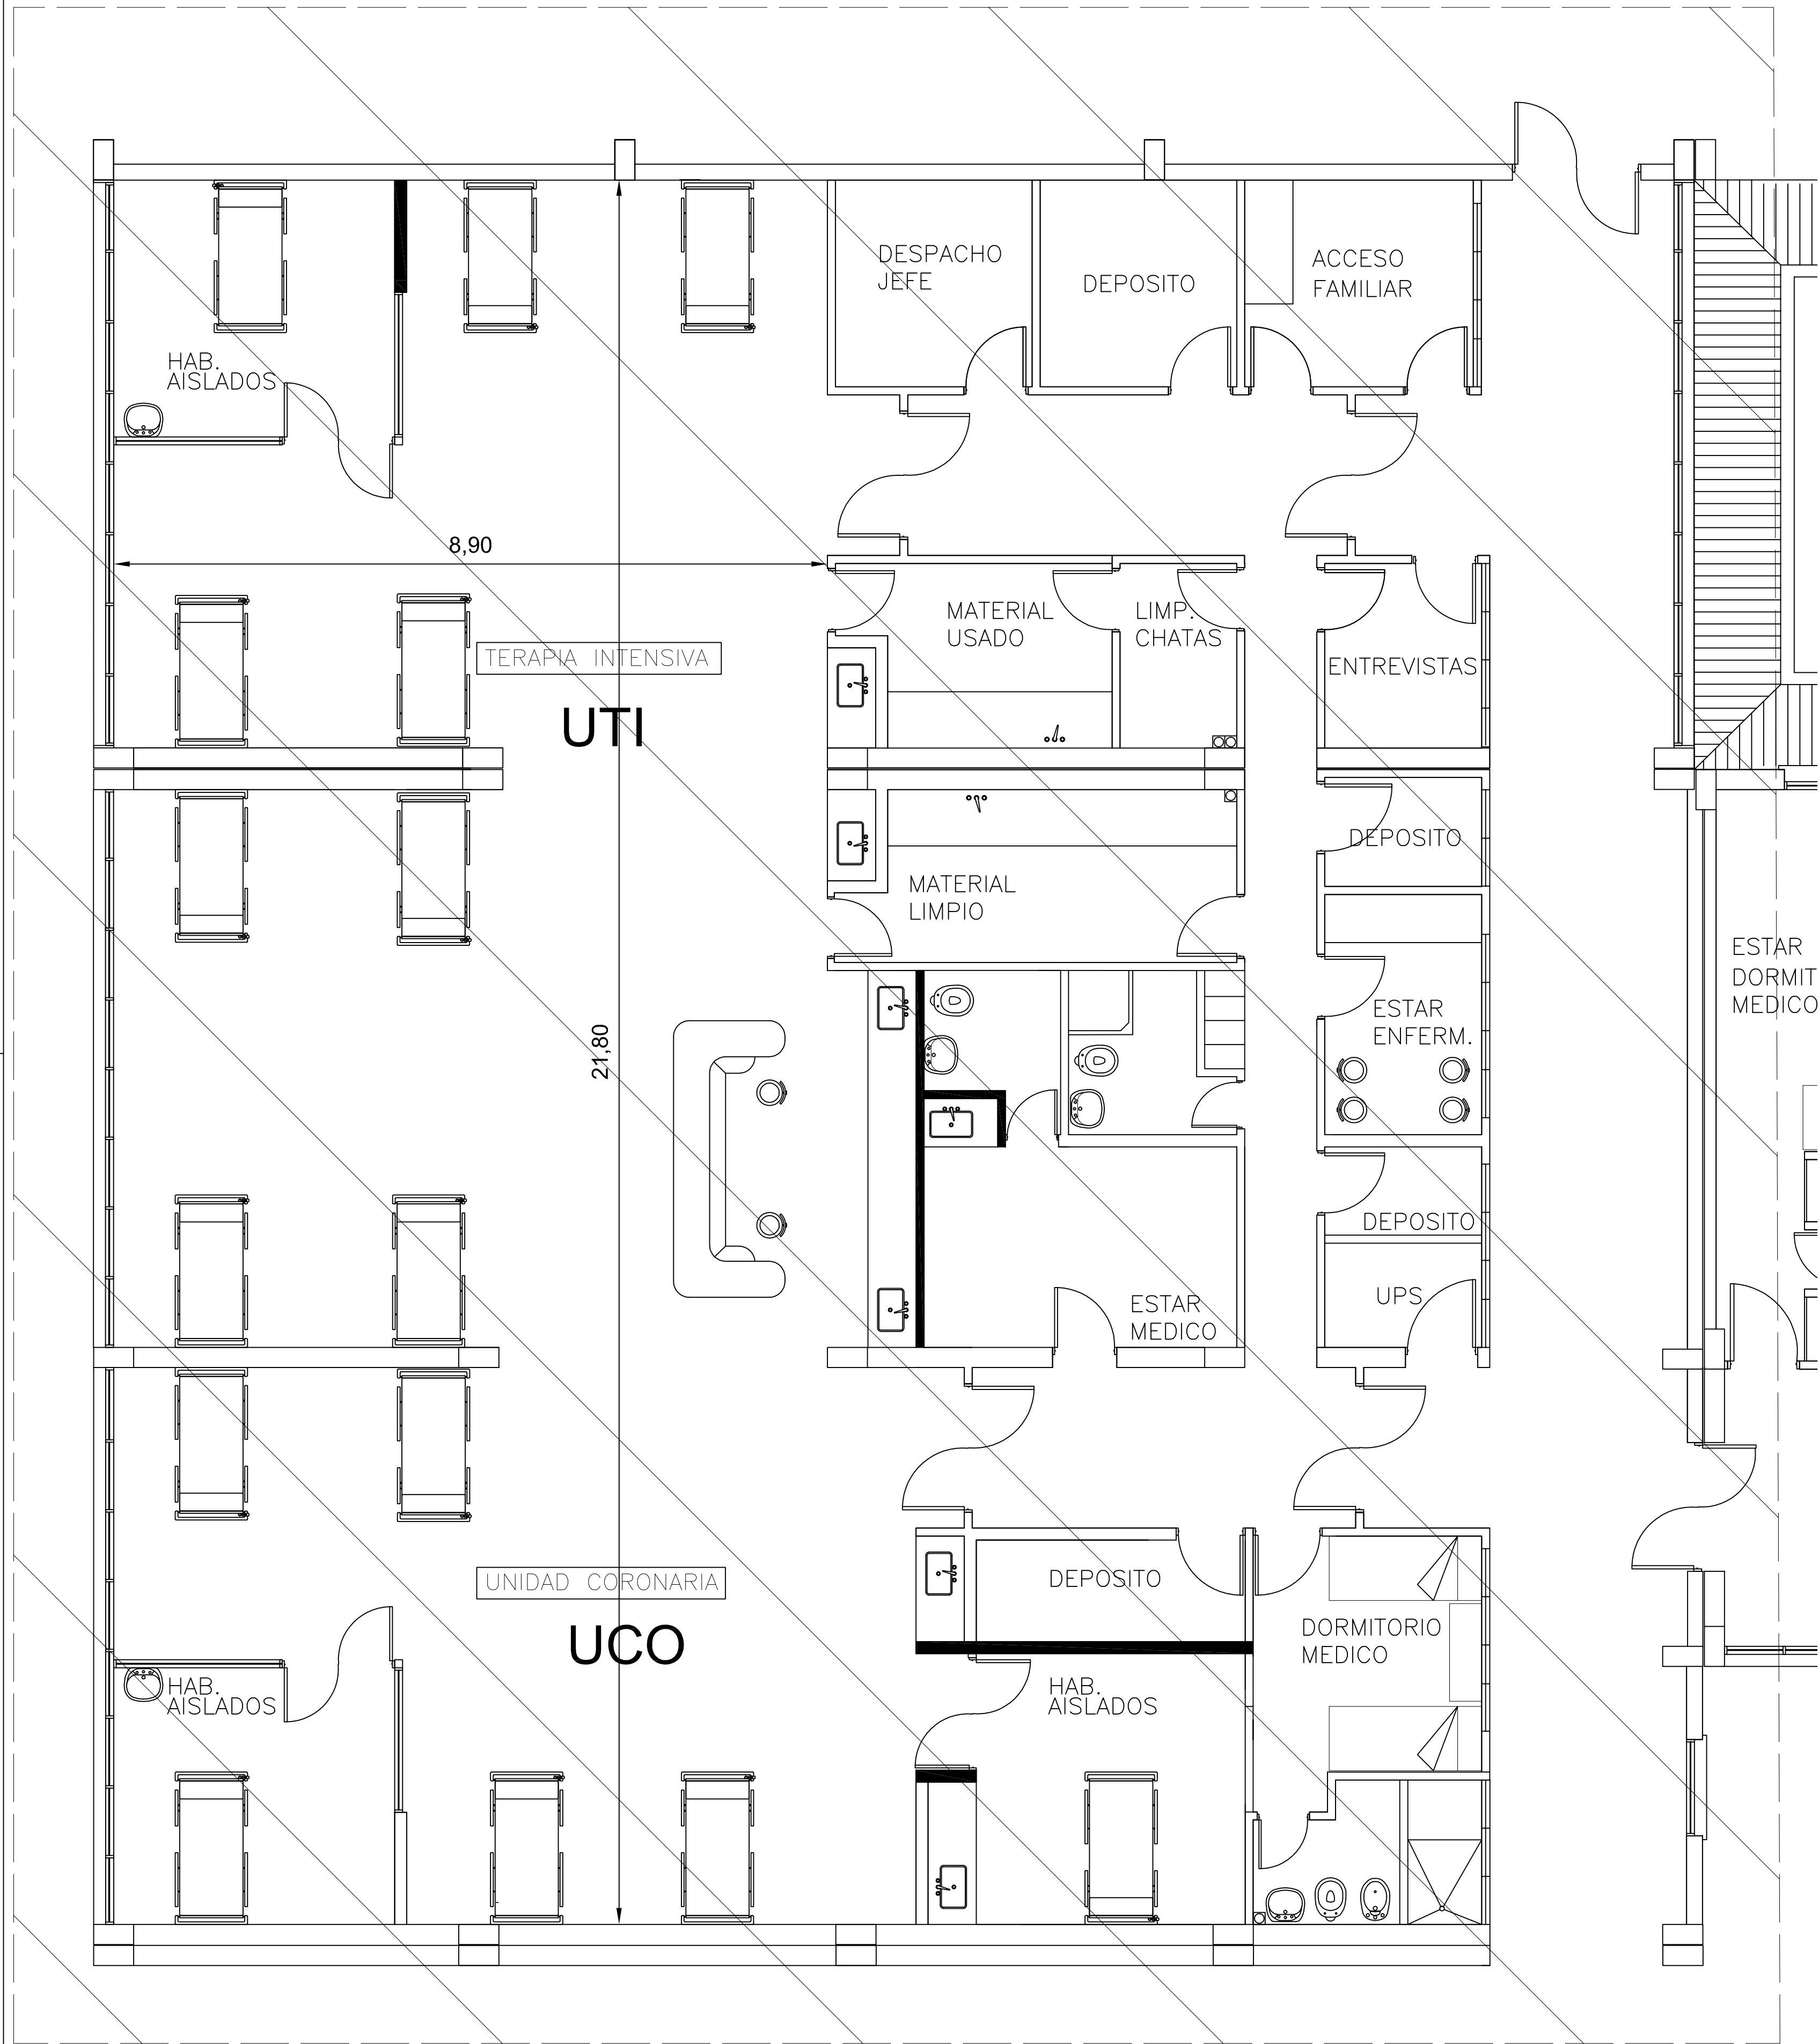 DESPACHO
JEFE
DEPOSITO
ACCESO
FAMILIAR
HAB.
AISLADOS
8,90
MATERIAL
USADO
LIMP.
CHATAS
ENTREVISTAS
TERAPIA INTENSIVA
UTI
DEPOSITO
MATERIAL
LIMPIO
ESTAR
DORMIT
MEDICO
ESTAR
ENFERM.
21,80
DEPOSITO
UPS
ESTAR
MEDICO
UNIDAD CORONARIA
UCO
DEPOSITO
DORMITORIO
MEDICO
HAB.
AISLADOS
HAB.
AISLADOS